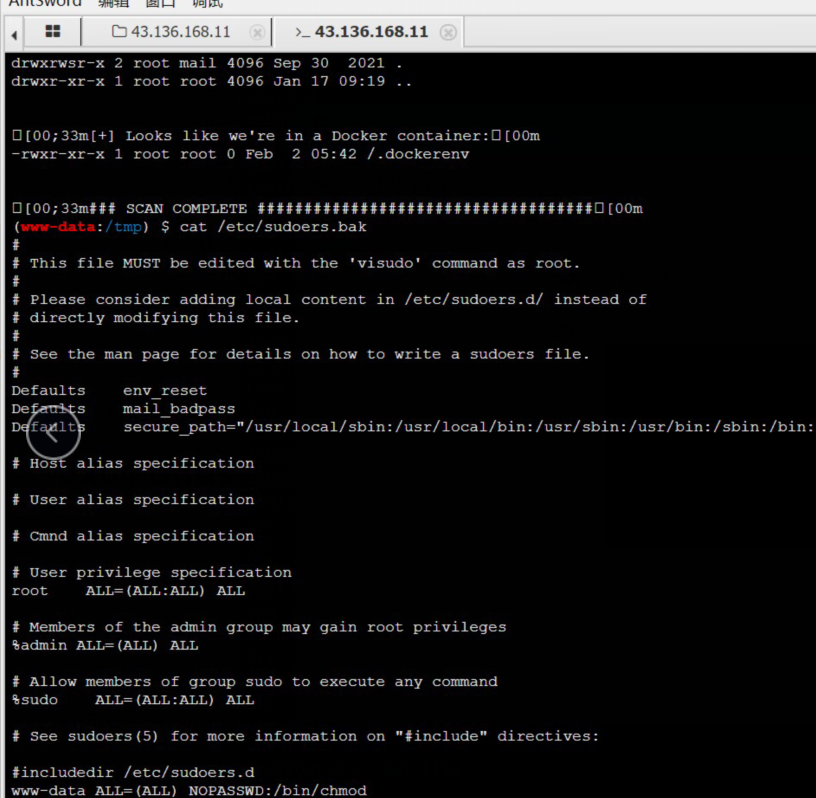 AntSword 编辑 窗口 调试
43.136.168.11
>_ 43.136.168.11
drwxrwsr-x 2 root mail 4096 Sep 30  2021 .
drwxr-xr-x 1 root root 4096 Jan 17 09:19 ..
□[00;33m[+] Looks like we're in a Docker container:□[00m
-rwxr-xr-x 1 root root 0 Feb  2 05:42 /.dockerenv
□[00;33m### SCAN COMPLETE ####################################□[00m
(www-data:/tmp) $ cat /etc/sudoers.bak
#
# This file MUST be edited with the 'visudo' command as root.
#
# Please consider adding local content in /etc/sudoers.d/ instead of
# directly modifying this file.
#
# See the man page for details on how to write a sudoers file.
#
Defaults    env_reset
Defaults    mail_badpass
Defaults    secure_path="/usr/local/sbin:/usr/local/bin:/usr/sbin:/usr/bin:/sbin:/bin:
# Host alias specification
# User alias specification
# Cmnd alias specification
# User privilege specification
root    ALL=(ALL:ALL) ALL
# Members of the admin group may gain root privileges
%admin ALL=(ALL) ALL
# Allow members of group sudo to execute any command
%sudo    ALL=(ALL:ALL) ALL
# See sudoers(5) for more information on "#include" directives:
#includedir /etc/sudoers.d
www-data ALL=(ALL) NOPASSWD:/bin/chmod